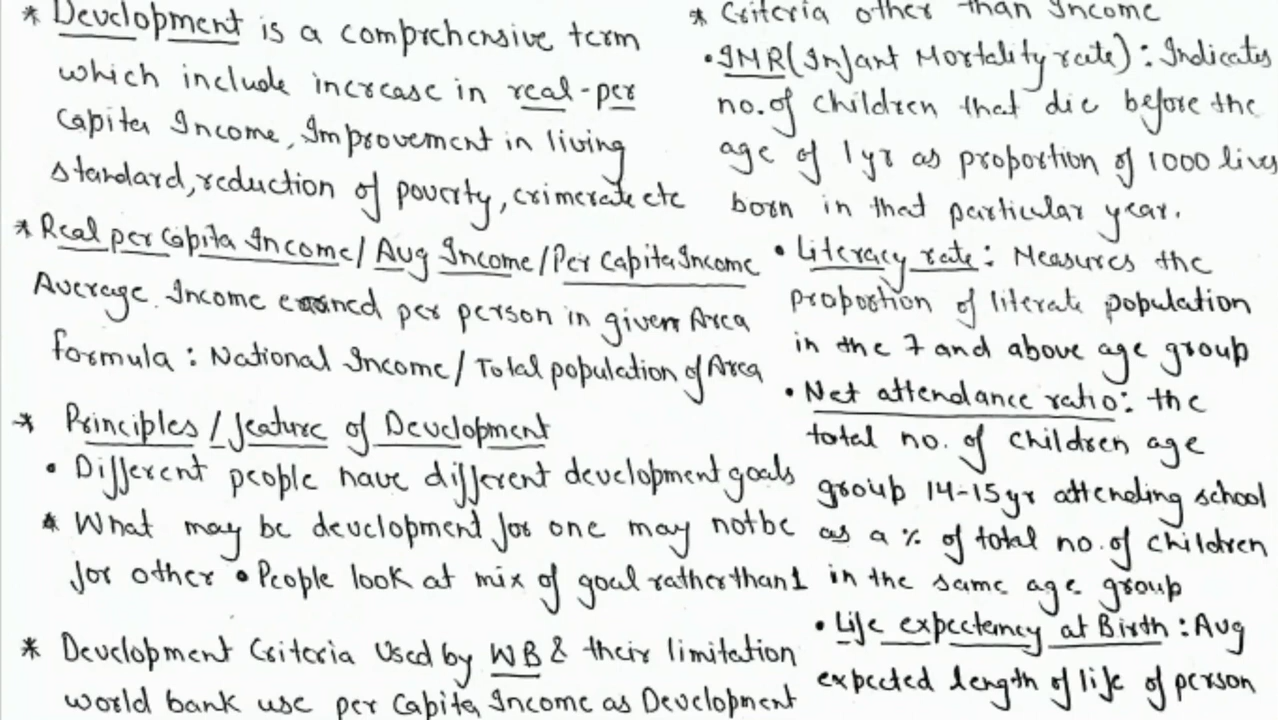 * Development is a comprehensive term
which include increase in real-per
Capita Income, Improvement in living
standard, reduction of poverty, crimerate etc
* Real per Capita Income/ Avg Income/Per Capita Income
Average Income earned per person in given Area
formula : National Income / Total population of Area
* Principles / feature of Development
• Different people have different development goals
* What may be development for one may not be
for other • People look at mix of goal rather than 1
* Development Criteria Used by WB & their limitation
world bank use per Capita Income as Development
* Criteria other than Income
• IMR (Infant Mortality rate) : Indicates
no. of children that die before the
age of 1 yr as proportion of 1000 lives
born in that particular year.
• Literacy rate : Measures the
proportion of literate population
in the 7 and above age group
• Net attendance ratio: the
total no. of children age
group 14-15 yr attending school
as a % of total no. of children
in the same age group
• Life expectency at Birth : Aug
expected length of life of person